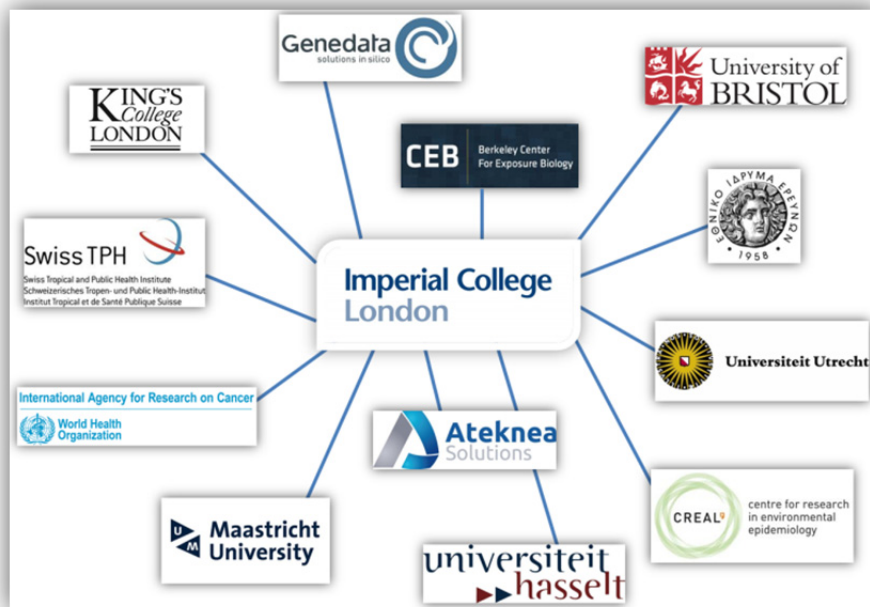 Genedata
solutions in silico
University of
BRISTOL
KING'S
College
LONDON
CEB
Berkeley Center
For Exposure Biology
ΕΘΝΙΚΟ ΙΔΡΥΜΑ ΕΡΕΥΝΩΝ
• 1958 •
Swiss TPH
Swiss Tropical and Public Health Institute
Schweizerisches Tropen- und Public Health-Institut
Institut Tropical et de Santé Publique Suisse
Imperial College
London
Universiteit Utrecht
International Agency for Research on Cancer
World Health
Organization
Ateknea
Solutions
CREAL
centre for research
in environmental
epidemiology
UM
Maastricht
University
universiteit
hasselt